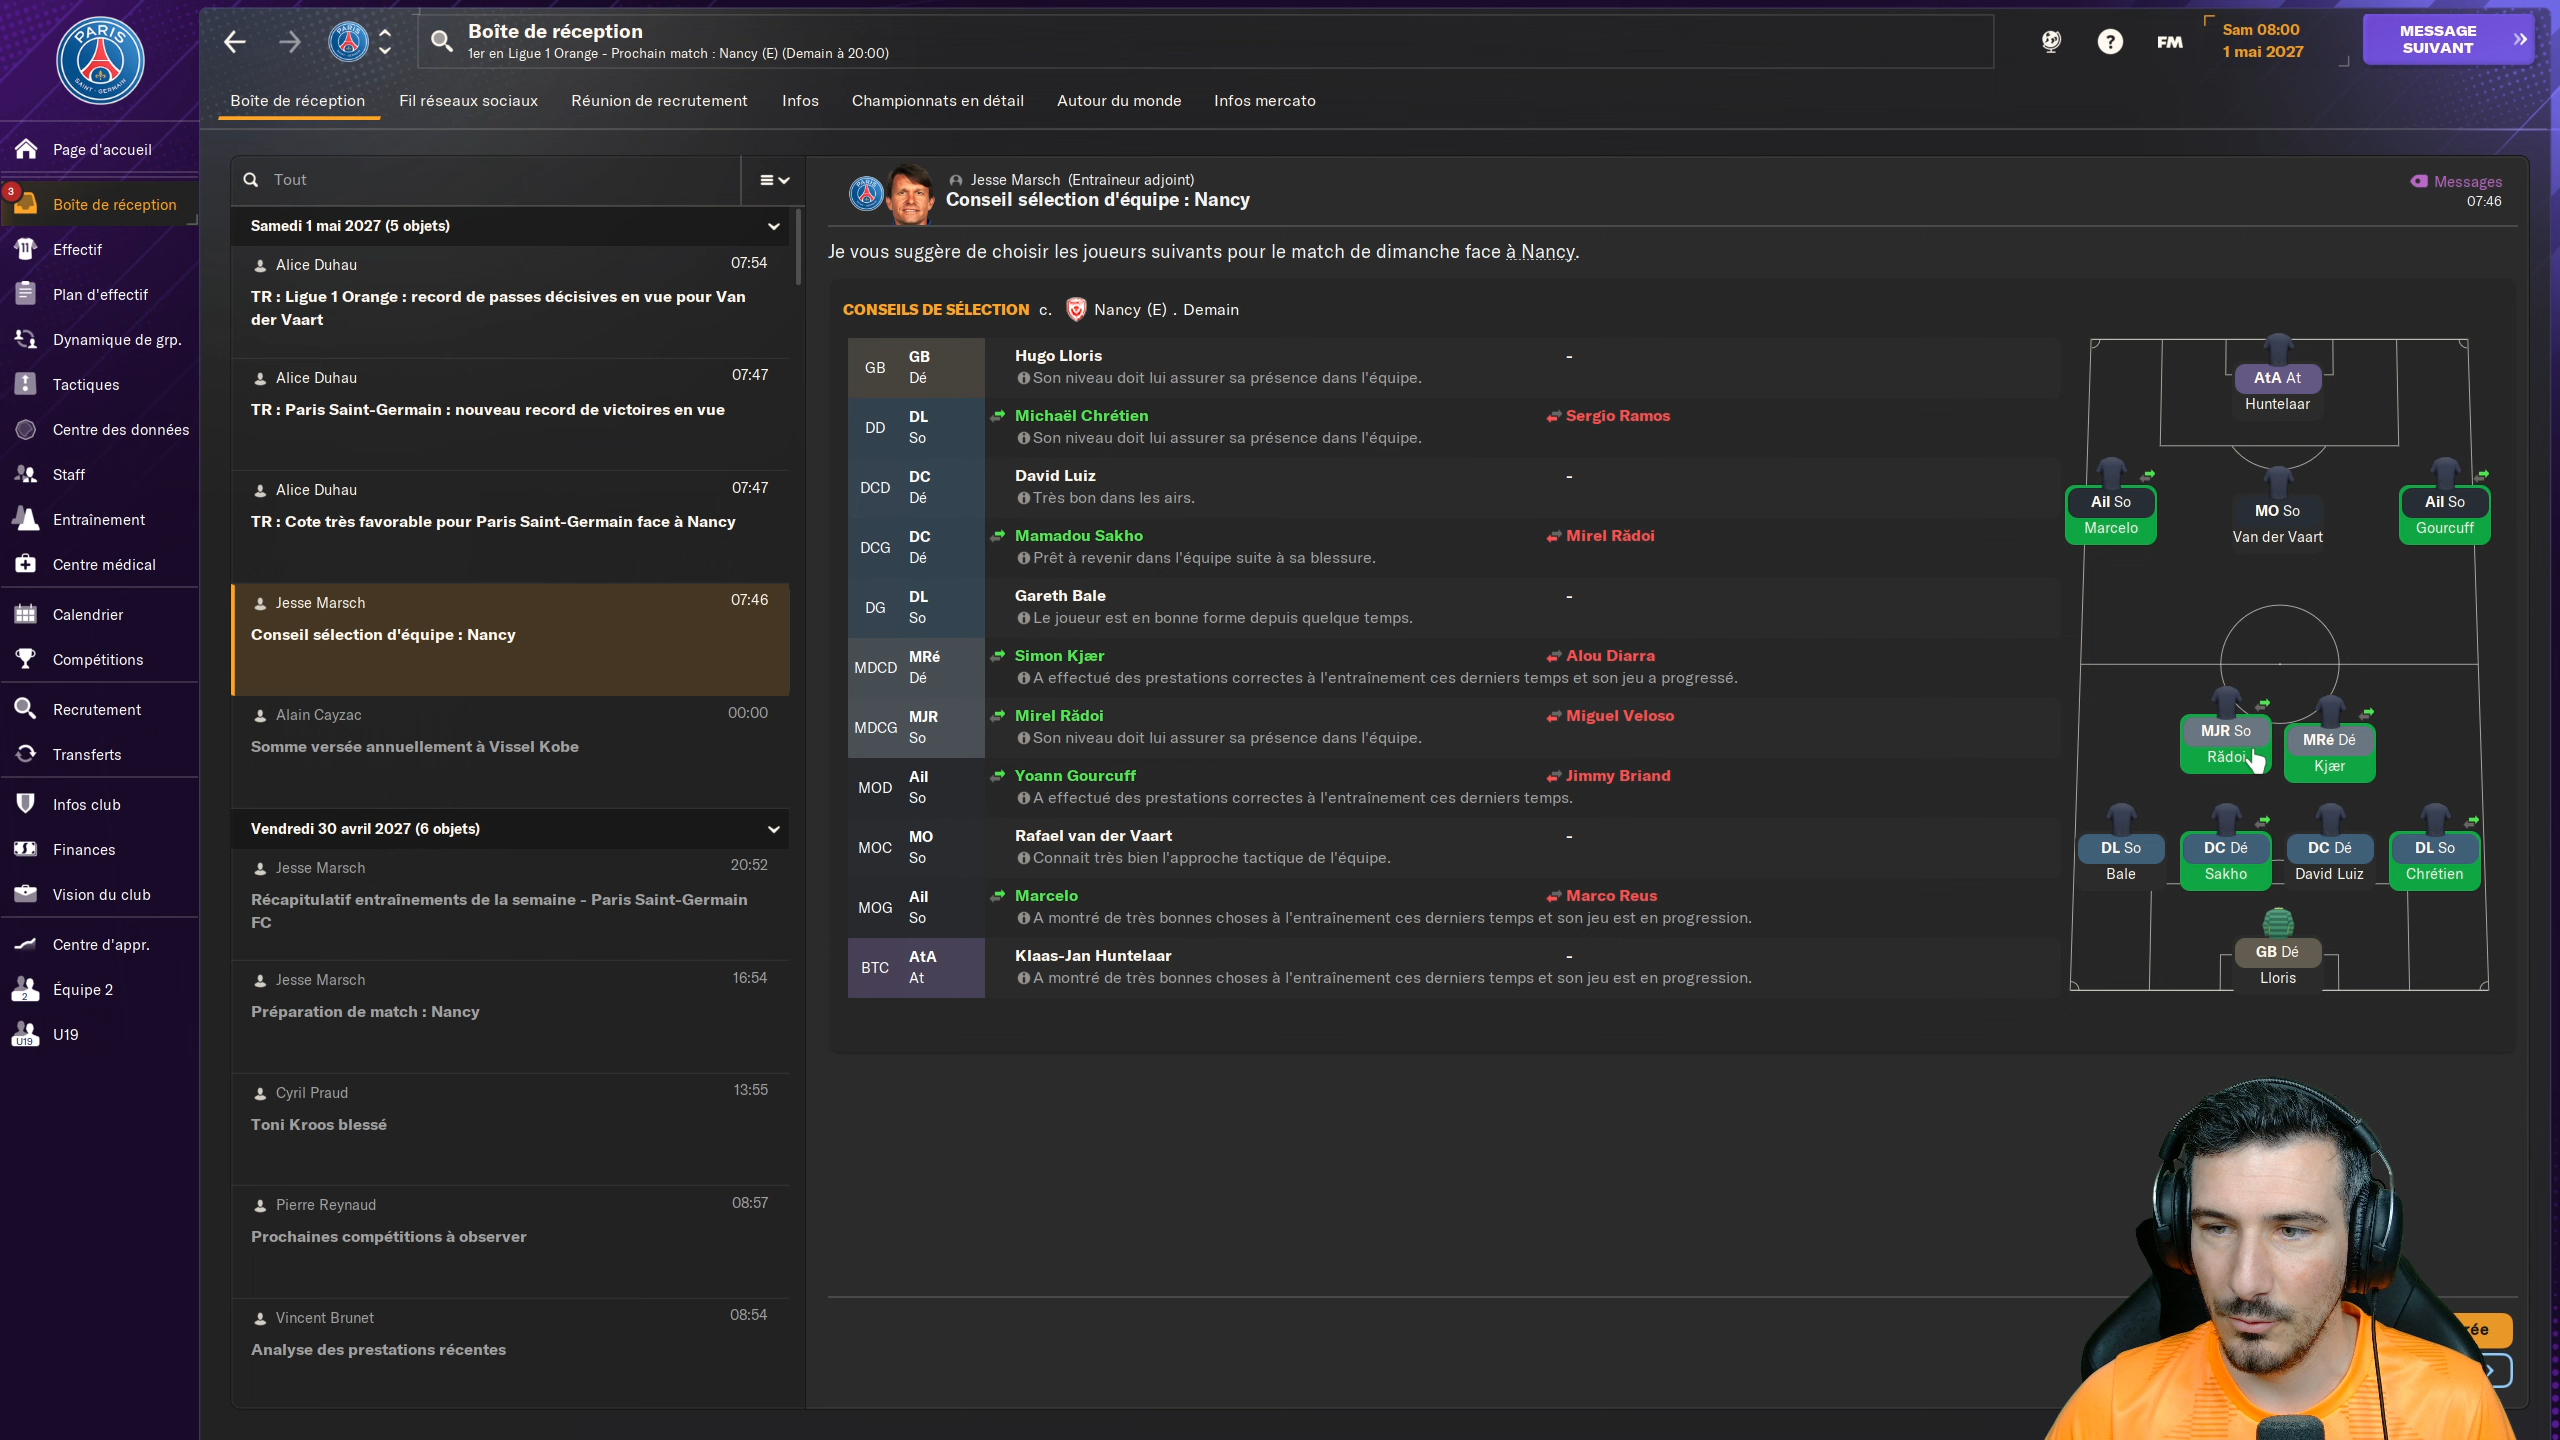 PARIS
SAINT-GERMAIN
Page d'accueil
3
Boîte de réception
Effectif
Plan d'effectif
Dynamique de grp.
Tactiques
Centre des données
Staff
Entraînement
Centre médical
Calendrier
Compétitions
Recrutement
Transferts
Infos club
Finances
Vision du club
Centre d'appr.
2
Équipe 2
U19
U19
Boîte de réception
1er en Ligue 1 Orange - Prochain match : Nancy (E) (Demain à 20:00)
?
FM
Sam 08:00
1 mai 2027
MESSAGE
SUIVANT
Boîte de réception
Fil réseaux sociaux
Réunion de recrutement
Infos
Championnats en détail
Autour du monde
Infos mercato
Tout
Samedi 1 mai 2027 (5 objets)
Alice Duhau
07:54
TR : Ligue 1 Orange : record de passes décisives en vue pour Van
der Vaart
Alice Duhau
07:47
TR : Paris Saint-Germain : nouveau record de victoires en vue
Alice Duhau
07:47
TR : Cote très favorable pour Paris Saint-Germain face à Nancy
Jesse Marsch
07:46
Conseil sélection d'équipe : Nancy
Alain Cayzac
00:00
Somme versée annuellement à Vissel Kobe
Vendredi 30 avril 2027 (6 objets)
Jesse Marsch
20:52
Récapitulatif entraînements de la semaine - Paris Saint-Germain
FC
Jesse Marsch
16:54
Préparation de match : Nancy
Cyril Praud
13:55
Toni Kroos blessé
Pierre Reynaud
08:57
Prochaines compétitions à observer
Vincent Brunet
08:54
Analyse des prestations récentes
Jesse Marsch (Entraîneur adjoint)
Conseil sélection d'équipe : Nancy
Messages
07:46
Je vous suggère de choisir les joueurs suivants pour le match de dimanche face à Nancy.
CONSEILS DE SÉLECTION c. Nancy (E) . Demain
GB
GB
Dé
Hugo Lloris
-
Son niveau doit lui assurer sa présence dans l'équipe.
DD
DL
So
Michaël Chrétien
Sergio Ramos
Son niveau doit lui assurer sa présence dans l'équipe.
DCD
DC
Dé
David Luiz
-
Très bon dans les airs.
DCG
DC
Dé
Mamadou Sakho
Mirel Rădoi
Prêt à revenir dans l'équipe suite à sa blessure.
DG
DL
So
Gareth Bale
-
Le joueur est en bonne forme depuis quelque temps.
MDCD
MRé
Dé
Simon Kjær
Alou Diarra
A effectué des prestations correctes à l'entraînement ces derniers temps et son jeu a progressé.
MDCG
MJR
So
Mirel Rădoi
Miguel Veloso
Son niveau doit lui assurer sa présence dans l'équipe.
MOD
Ail
So
Yoann Gourcuff
Jimmy Briand
A effectué des prestations correctes à l'entraînement ces derniers temps.
MOC
MO
So
Rafael van der Vaart
-
Connait très bien l'approche tactique de l'équipe.
MOG
Ail
So
Marcelo
Marco Reus
A montré de très bonnes choses à l'entraînement ces derniers temps et son jeu est en progression.
BTC
AtA
At
Klaas-Jan Huntelaar
-
A montré de très bonnes choses à l'entraînement ces derniers temps et son jeu est en progression.
AtA At
Huntelaar
Ail So
Marcelo
MO So
Van der Vaart
Ail So
Gourcuff
MJR So
Rădoi
MRé Dé
Kjær
DL So
Bale
DC Dé
Sakho
DC Dé
David Luiz
DL So
Chrétien
GB Dé
Lloris